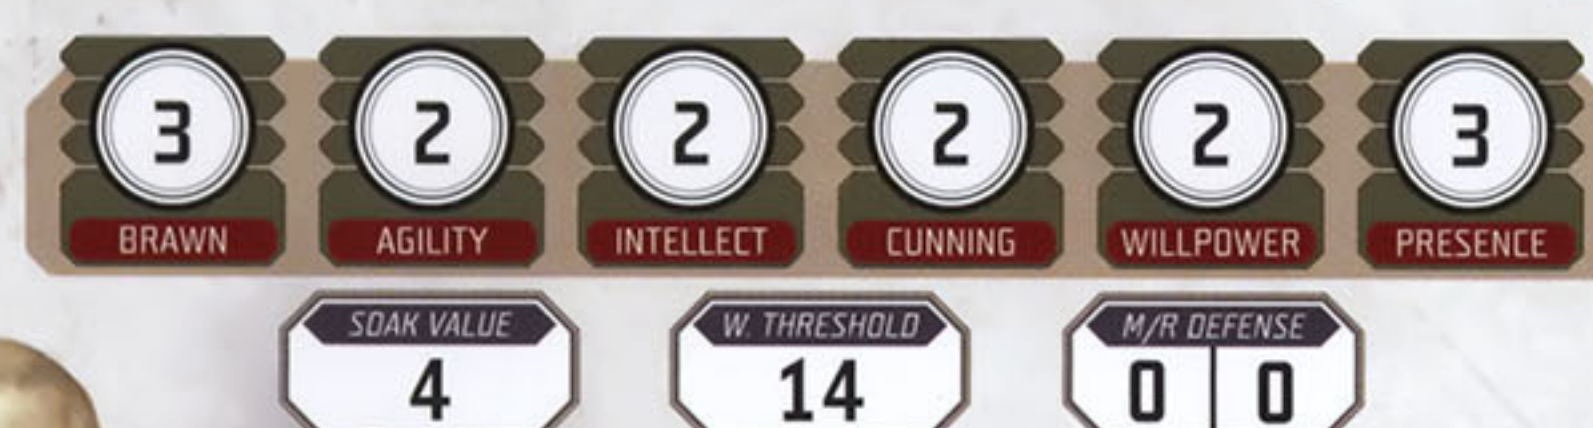 3 2 2 2 2 3
BRAWN AGILITY INTELLECT CUNNING WILLPOWER PRESENCE
SOAK VALUE W. THRESHOLD M/R DEFENSE
4 14 0 0